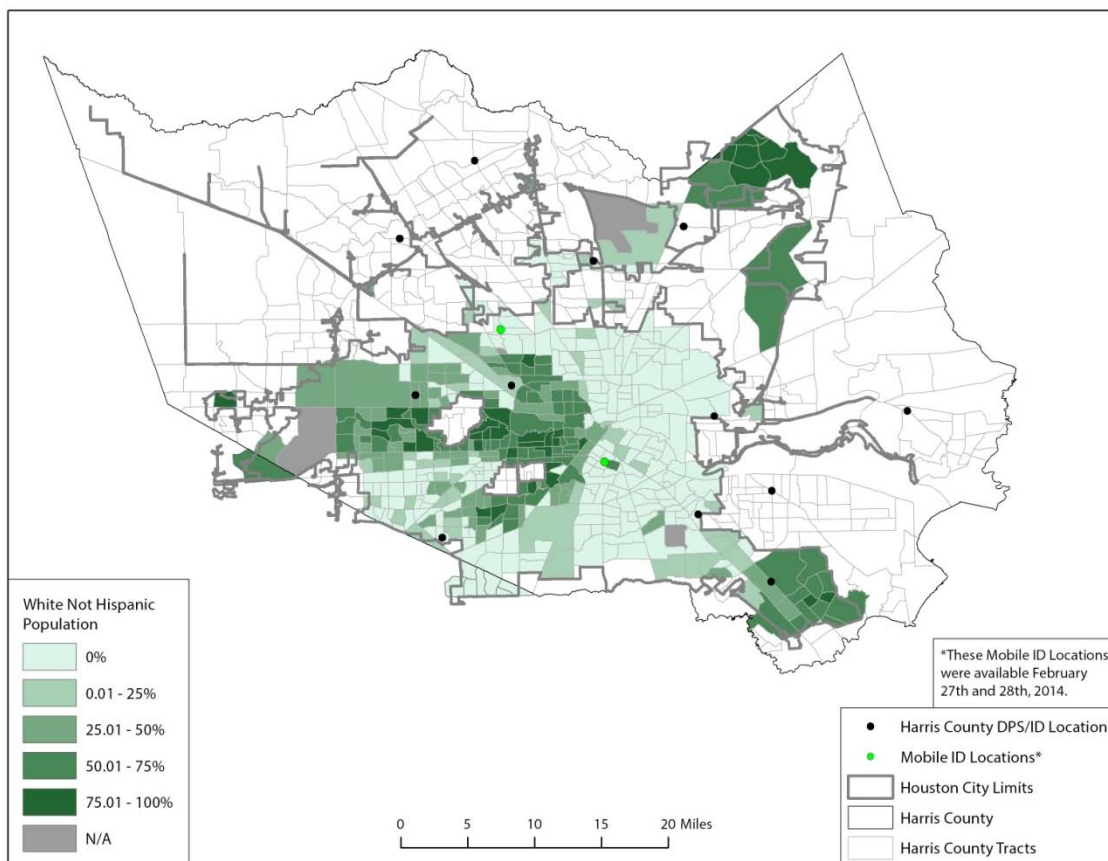 White Not Hispanic
Population
0%
0.01 - 25%
25.01 - 50%
50.01 - 75%
75.01 - 100%
N/A
0 5 10 15 20 Miles
*These Mobile ID Locations
were available February
27th and 28th, 2014.
Harris County DPS/ID Location
Mobile ID Locations*
Houston City Limits
Harris County
Harris County Tracts